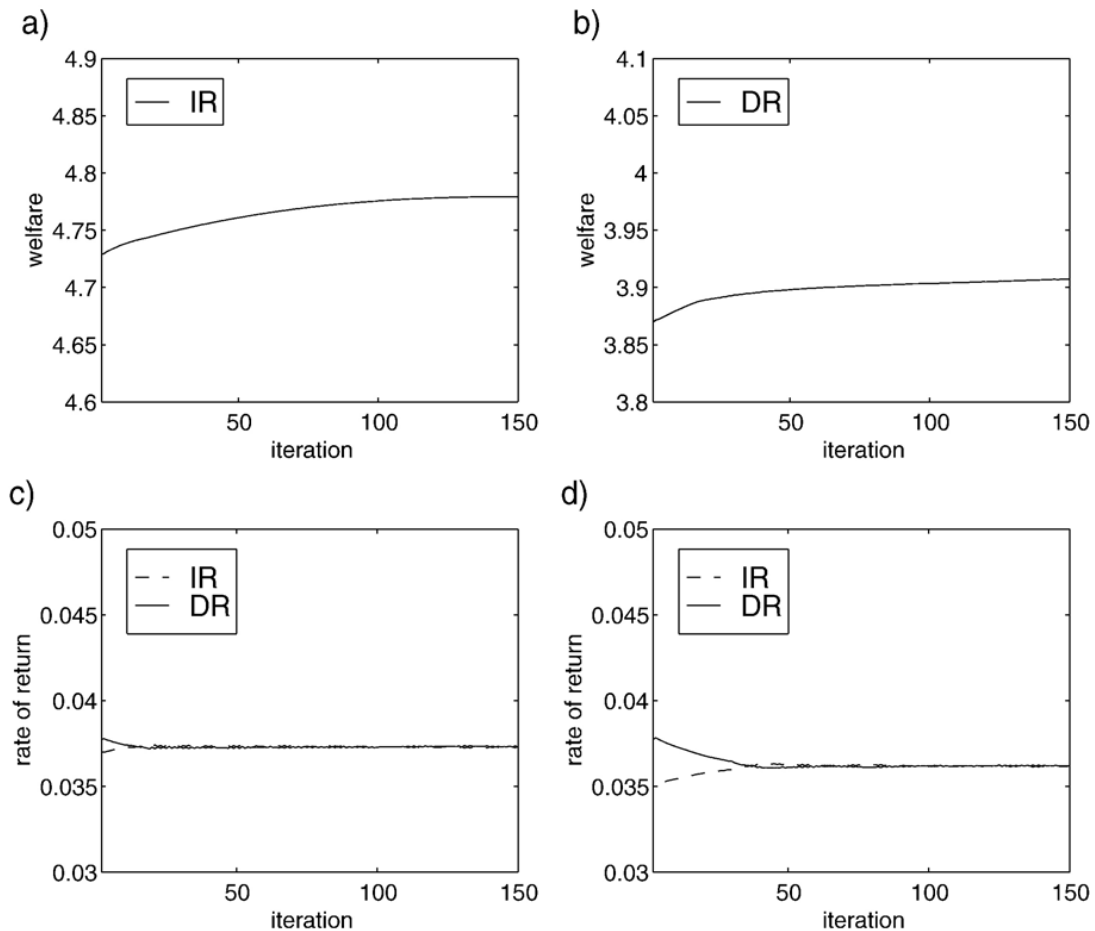 a)
4.9
4.85
4.8
4.75
4.7
4.65
4.6
welfare
IR
50
100
150
iteration
b)
4.1
4.05
4
3.95
3.9
3.85
3.8
welfare
DR
50
100
150
iteration
c)
0.05
0.045
0.04
0.035
0.03
rate of return
IR
DR
50
100
150
iteration
d)
0.05
0.045
0.04
0.035
0.03
rate of return
IR
DR
50
100
150
iteration